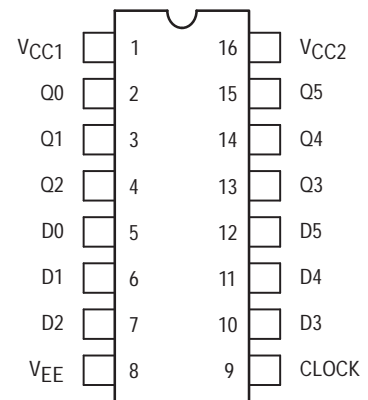 VCC1 1 16 VCC2
Q0 2 15 Q5
Q1 3 14 Q4
Q2 4 13 Q3
D0 5 12 D5
D1 6 11 D4
D2 7 10 D3
VEE 8 9 CLOCK